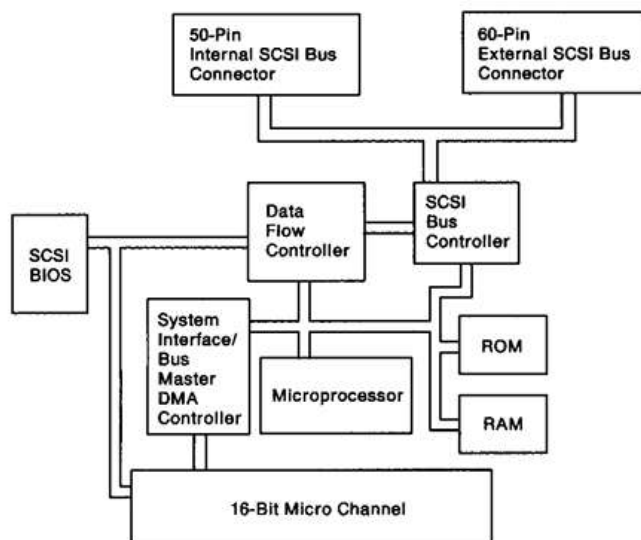 50-Pin
Internal SCSI Bus
Connector
60-Pin
External SCSI Bus
Connector
Data
Flow
Controller
SCSI
Bus
Controller
SCSI
BIOS
System
Interface/
Bus
Master
DMA
Controller
Microprocessor
ROM
RAM
16-Bit Micro Channel